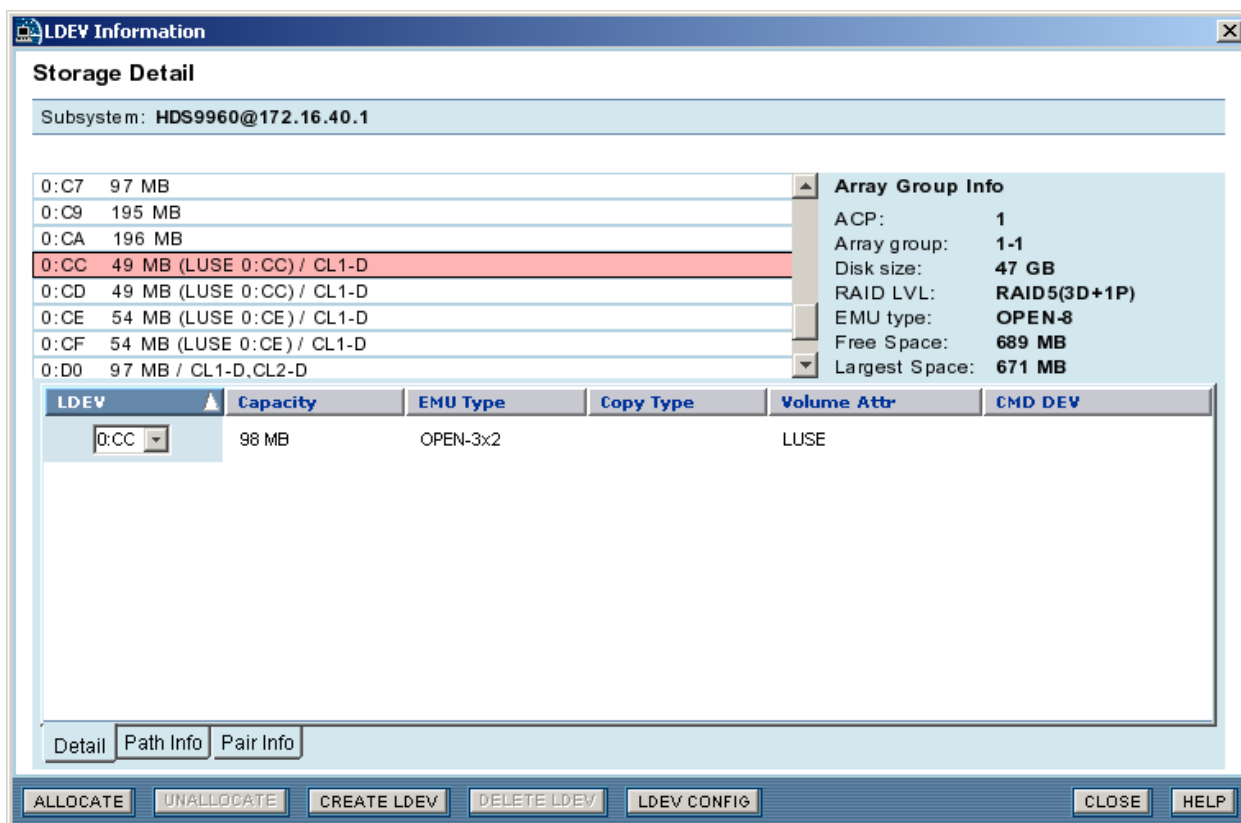 LDEV Information
Storage Detail
Subsystem: HDS9960@172.16.40.1
0:C7 97 MB
0:C9 195 MB
0:CA 196 MB
0:CC 49 MB (LUSE 0:CC) / CL1-D
0:CD 49 MB (LUSE 0:CC) / CL1-D
0:CE 54 MB (LUSE 0:CE) / CL1-D
0:CF 54 MB (LUSE 0:CE) / CL1-D
0:D0 97 MB / CL1-D,CL2-D
Array Group Info
ACP: 1
Array group: 1-1
Disk size: 47 GB
RAID LVL: RAID5(3D+1P)
EMU type: OPEN-8
Free Space: 689 MB
Largest Space: 671 MB
LDEV Capacity EMU Type Copy Type Volume Attr CMD DEV
0:CC 98 MB OPEN-3x2 LUSE
Detail Path Info Pair Info
ALLOCATE UNALLOCATE CREATE LDEV DELETE LDEV LDEV CONFIG CLOSE HELP